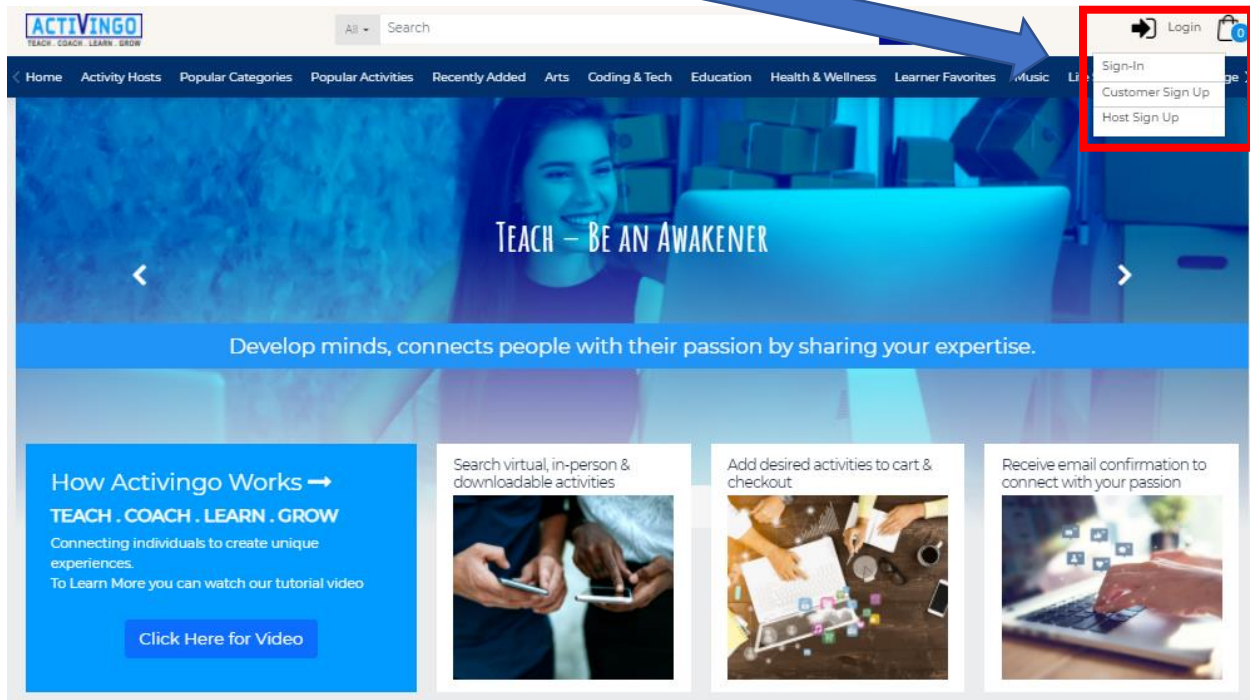 ACTIVINGO
TEACH . COACH . LEARN . GROW
All Search
Login
0
Sign-In
Customer Sign Up
Host Sign Up
Home Activity Hosts Popular Categories Popular Activities Recently Added Arts Coding & Tech Education Health & Wellness Learner Favorites Music
TEACH – BE AN AWAKENER
Develop minds, connects people with their passion by sharing your expertise.
How Activingo Works
TEACH . COACH . LEARN . GROW
Connecting individuals to create unique
experiences.
To Learn More you can watch our tutorial video
Click Here for Video
Search virtual, in-person &
downloadable activities
Add desired activities to cart &
checkout
Receive email confirmation to
connect with your passion